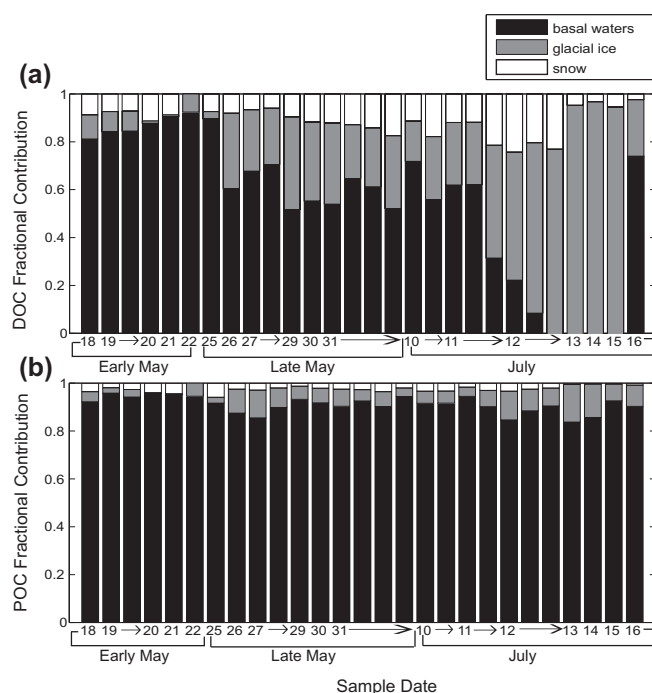 basal waters
glacial ice
snow
(a)
DOC Fractional Contribution
1
0.8
0.6
0.4
0.2
0
18 19 → 20 21 22 25 26 27 → 29 30 31 → 10 → 11 → 12 → 13 14 15 16
Early May Late May July
(b)
POC Fractional Contribution
1
0.8
0.6
0.4
0.2
0
18 19 → 20 21 22 25 26 27 → 29 30 31 → 10 → 11 → 12 → 13 14 15 16
Early May Late May July
Sample Date